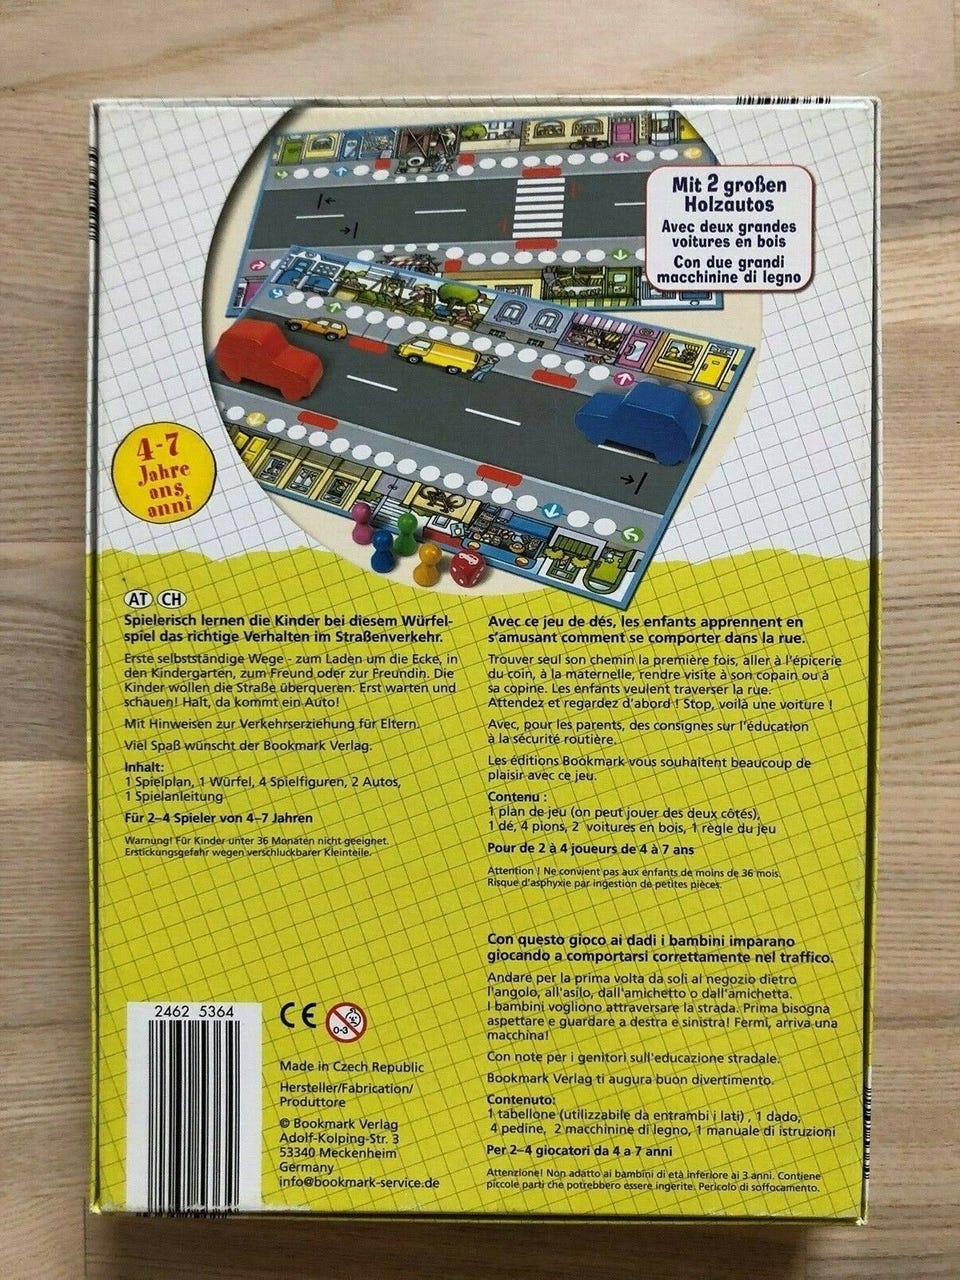 Mit 2 großen
Holzautos
Avec deux grandes
voitures en bois
Con due grandi
macchinine di legno
4-7
Jahre
ans
anni
AT CH
Spielerisch lernen die Kinder bei diesem Würfel-
spiel das richtige Verhalten im Straßenverkehr.
Erste selbstständige Wege - zum Laden um die Ecke, in
den Kindergarten, zum Freund oder zur Freundin. Die
Kinder wollen die Straße überqueren. Erst warten und
schauen! Halt, da kommt ein Auto!
Mit Hinweisen zur Verkehrserziehung für Eltern.
Viel Spaß wünscht der Bookmark Verlag.
Inhalt:
1 Spielplan, 1 Würfel, 4 Spielfiguren, 2 Autos,
1 Spielanleitung
Für 2–4 Spieler von 4–7 Jahren
Warnung! Für Kinder unter 36 Monaten nicht geeignet.
Erstickungsgefahr wegen verschluckbarer Kleinteile.
Avec ce jeu de dés, les enfants apprennent en
s'amusant comment se comporter dans la rue.
Trouver seul son chemin la première fois, aller à l'épicerie
du coin, à la maternelle, rendre visite à son copain ou à
sa copine. Les enfants veulent traverser la rue.
Attendez et regardez d'abord ! Stop, voilà une voiture !
Avec, pour les parents, des consignes sur l'éducation
à la sécurité routière.
Les éditions Bookmark vous souhaitent beaucoup de
plaisir avec ce jeu.
Contenu :
1 plan de jeu (on peut jouer des deux côtés),
1 dé, 4 pions, 2 voitures en bois, 1 règle du jeu
Pour de 2 à 4 joueurs de 4 à 7 ans
Attention ! Ne convient pas aux enfants de moins de 36 mois.
Risque d'asphyxie par ingestion de petites pièces.
Con questo gioco ai dadi i bambini imparano
giocando a comportarsi correttamente nel traffico.
Andare per la prima volta da soli al negozio dietro
l'angolo, all'asilo, dall'amichetto o dall'amichetta.
I bambini vogliono attraversare la strada. Prima bisogna
aspettare e guardare a destra e sinistra! Fermi, arriva una
macchina!
Con note per i genitori sull'educazione stradale.
Bookmark Verlag ti augura buon divertimento.
Contenuto:
1 tabellone (utilizzabile da entrambi i lati) , 1 dado,
4 pedine, 2 macchinine di legno, 1 manuale di istruzioni
Per 2–4 giocatori da 4 a 7 anni
Attenzione! Non adatto ai bambini di età inferiore ai 3 anni. Contiene
piccole parti che potrebbero essere ingerite. Pericolo di soffocamento.
2462 5364
CE
0-3
Made in Czech Republic
Hersteller/Fabrication/
Produttore
© Bookmark Verlag
Adolf-Kolping-Str. 3
53340 Meckenheim
Germany
info@bookmark-service.de